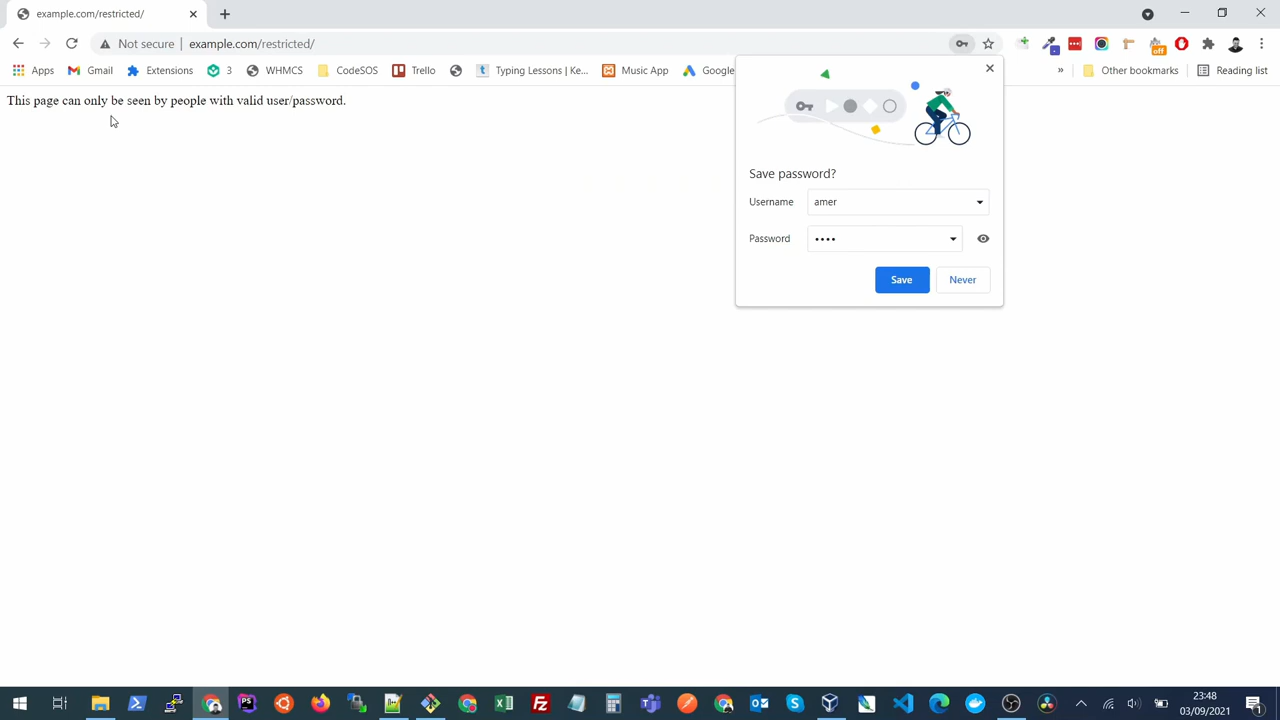 example.com/restricted/
Not secure
example.com/restricted/
off
Apps
Gmail
Extensions
3
WHMCS
CodeSOS
Trello
Typing Lessons | Ke...
Music App
Google
»
Other bookmarks
Reading list
This page can only be seen by people with valid user/password.
Save password?
Username
amer
Password
••••
Save
Never
23:48
03/09/2021